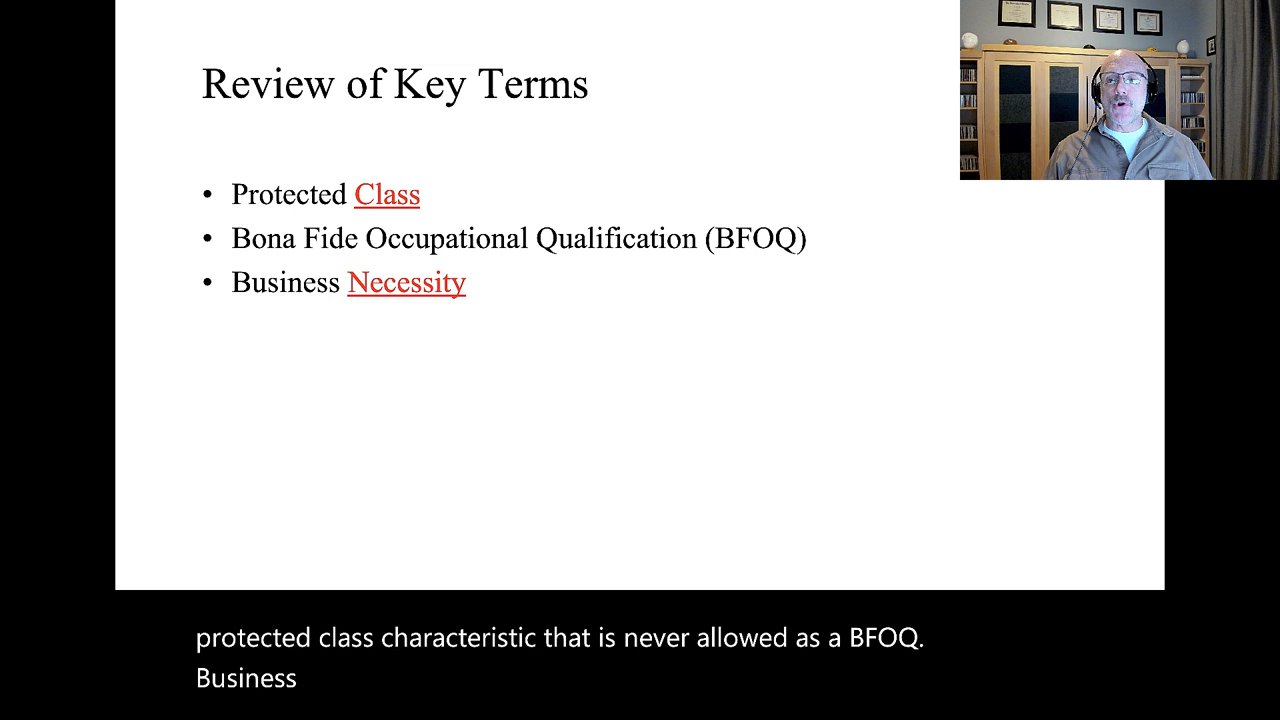 Review of Key Terms
• Protected Class
• Bona Fide Occupational Qualification (BFOQ)
• Business Necessity
protected class characteristic that is never allowed as a BFOQ.
Business